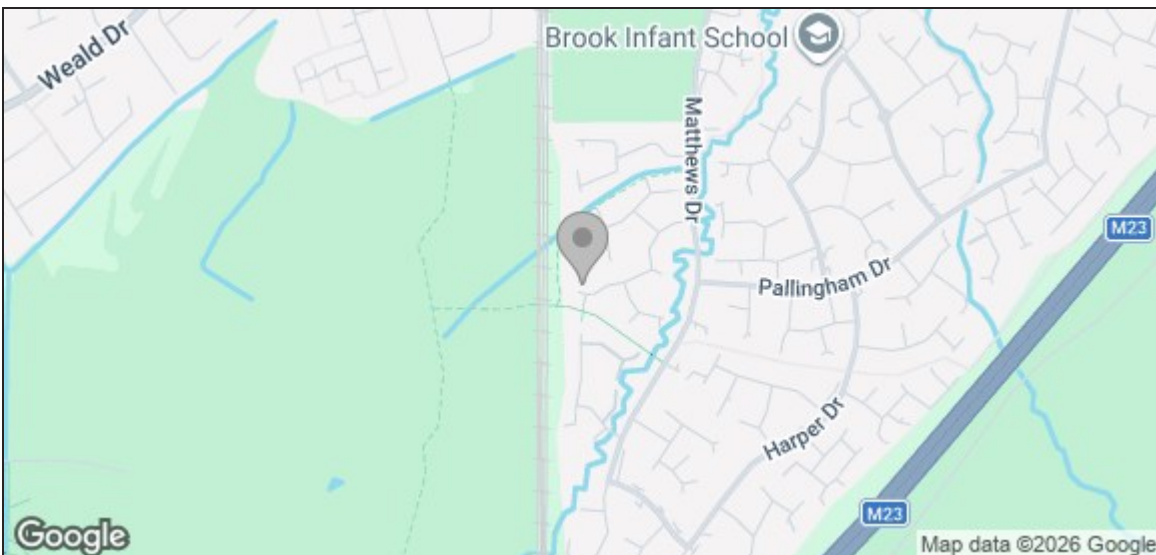 Weald Dr
Brook Infant School
Matthews Dr
M23
Pallingham Dr
Harper Dr
M23
Google
Map data ©2026 Google